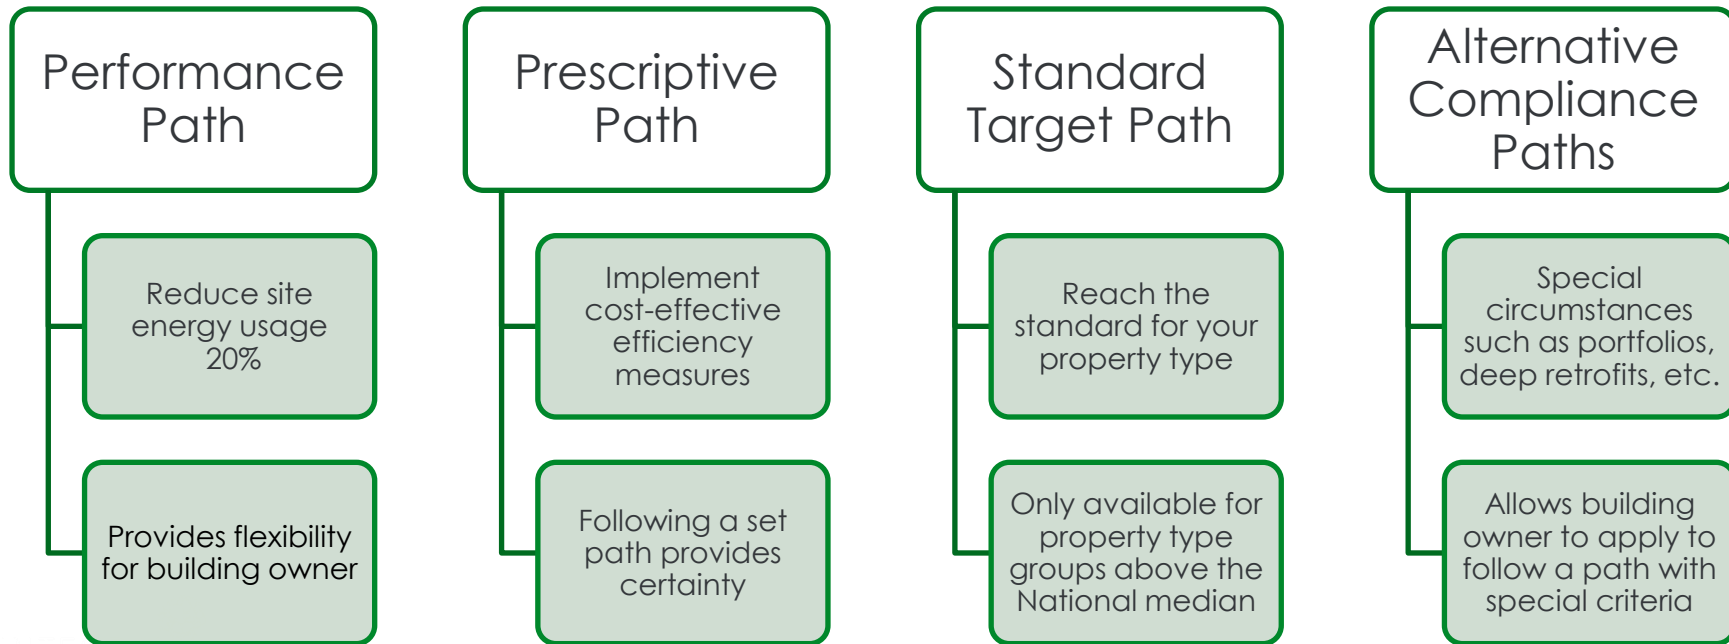 Performance
Path
Reduce site
energy usage
20%
Provides flexibility
for building owner
Prescriptive
Path
Implement
cost-effective
efficiency
measures
Following a set
path provides
certainty
Standard
Target Path
Reach the
standard for your
property type
Only available for
property type
groups above the
National median
Alternative
Compliance
Paths
Special
circumstances
such as portfolios,
deep retrofits, etc.
Allows building
owner to apply to
follow a path with
special criteria